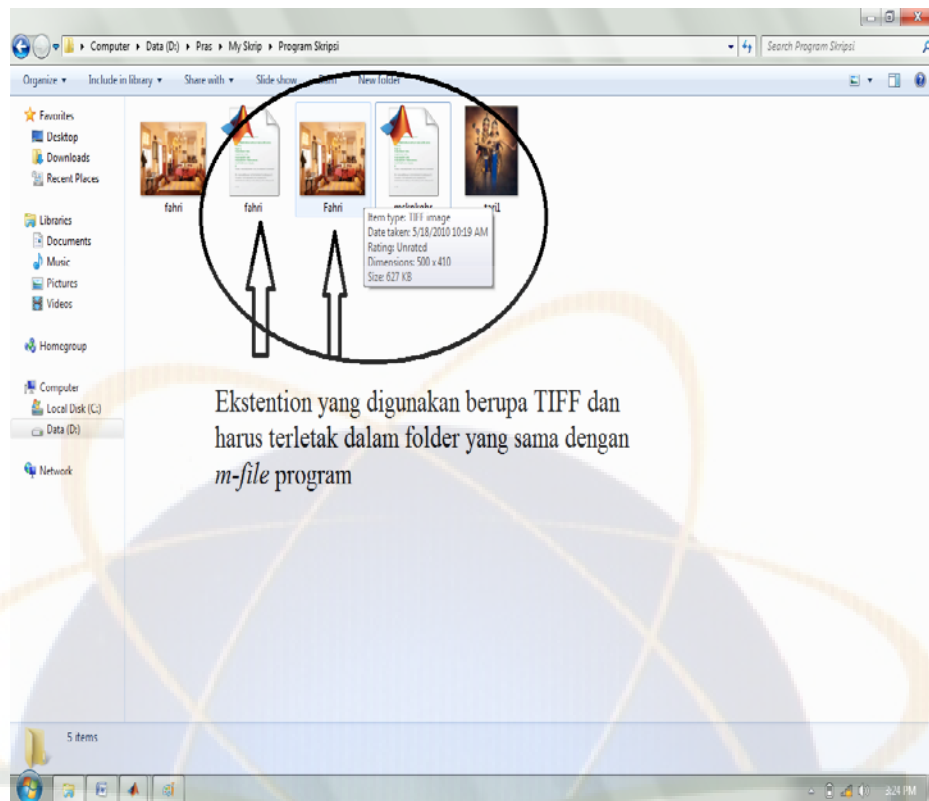 Computer ▸ Data (D:) ▸ Pras ▸ My Skrip ▸ Program Skripsi
Search Program Skripsi
Organize Include in library Share with Slide show New folder
Favorites
Desktop
Downloads
Recent Places
Libraries
Documents
Music
Pictures
Videos
Homegroup
Computer
Local Disk (C:)
Data (D:)
Network
fahri fahri Fahri tari1
Item type: TIFF image
Date taken: 5/18/2010 10:19 AM
Rating: Unrated
Dimensions: 500 x 410
Size: 627 KB
Ekstention yang digunakan berupa TIFF dan
harus terletak dalam folder yang sama dengan
m-file program
5 items
3:24 PM